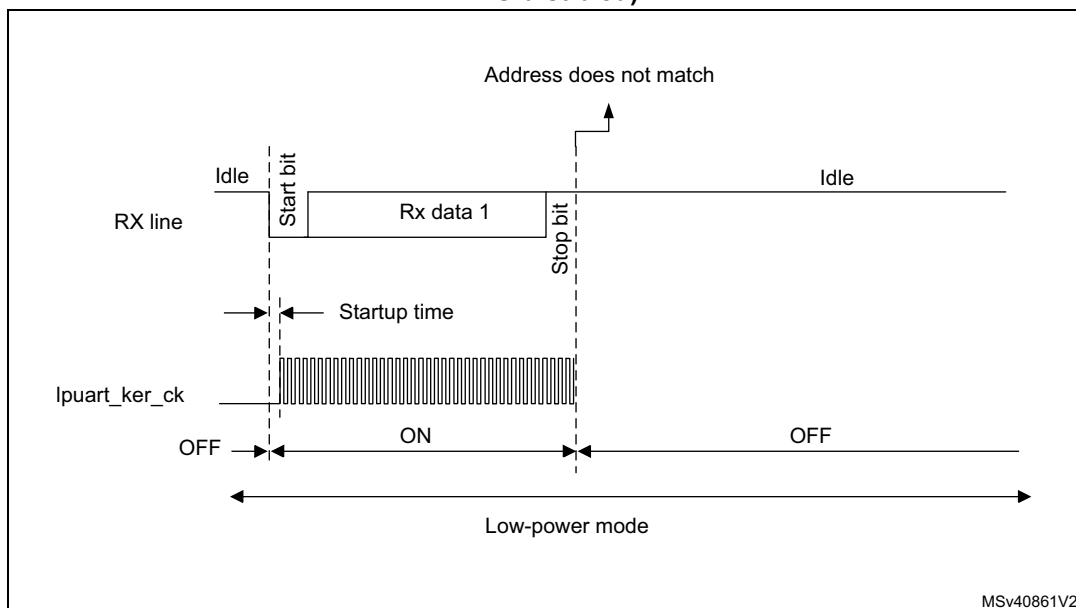 Address does not match
Idle
Start bit
Idle
RX line
Rx data 1
Stop bit
Startup time
lpuart_ker_ck
OFF
ON
OFF
Low-power mode
MSv40861V2